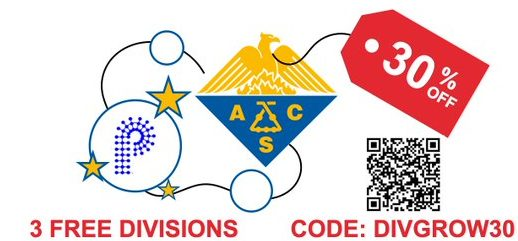 30%
OFF
A C
S
P
3 FREE DIVISIONS
CODE: DIVGROW30